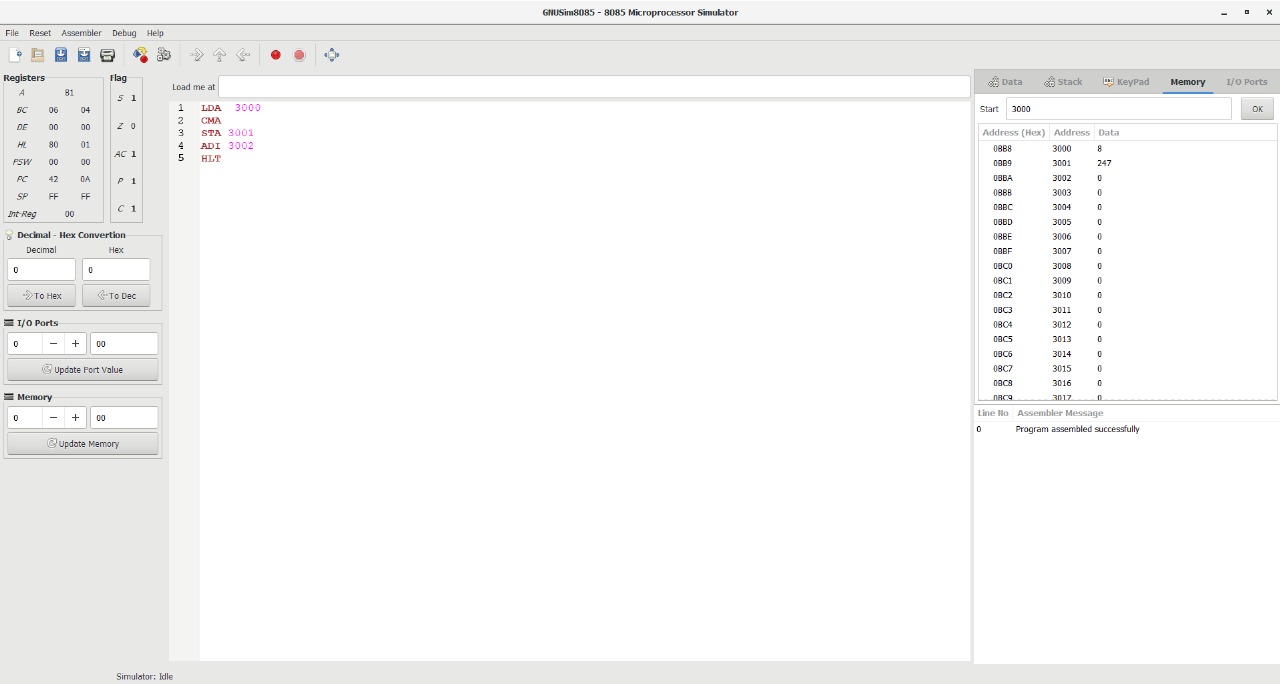 GNUSim8085 - 8085 Microprocessor Simulator
File Reset Assembler Debug Help
Registers
A B1
BC 06 04
DE 00 00
HL 80 01
PSW 00 00
PC 42 0A
SP FF FF
Int-Reg 00
Flag
S 1
Z 0
AC 1
P 1
C 1
Decimal - Hex Convertion
Decimal Hex
0 0
To Hex To Dec
I/O Ports
0 − + 00
Update Port Value
Memory
0 − + 00
Update Memory
Load me at
1 LDA 3000
2 CMA
3 STA 3001
4 ADI 3002
5 HLT
Data Stack KeyPad Memory I/O Ports
Start 3000 OK
Address (Hex) Address Data
0BB8 3000 8
0BB9 3001 247
0BBA 3002 0
0BBB 3003 0
0BBC 3004 0
0BBD 3005 0
0BBE 3006 0
0BBF 3007 0
0BC0 3008 0
0BC1 3009 0
0BC2 3010 0
0BC3 3011 0
0BC4 3012 0
0BC5 3013 0
0BC6 3014 0
0BC7 3015 0
0BC8 3016 0
0BC9 3017 0
Line No Assembler Message
0 Program assembled successfully
Simulator: Idle